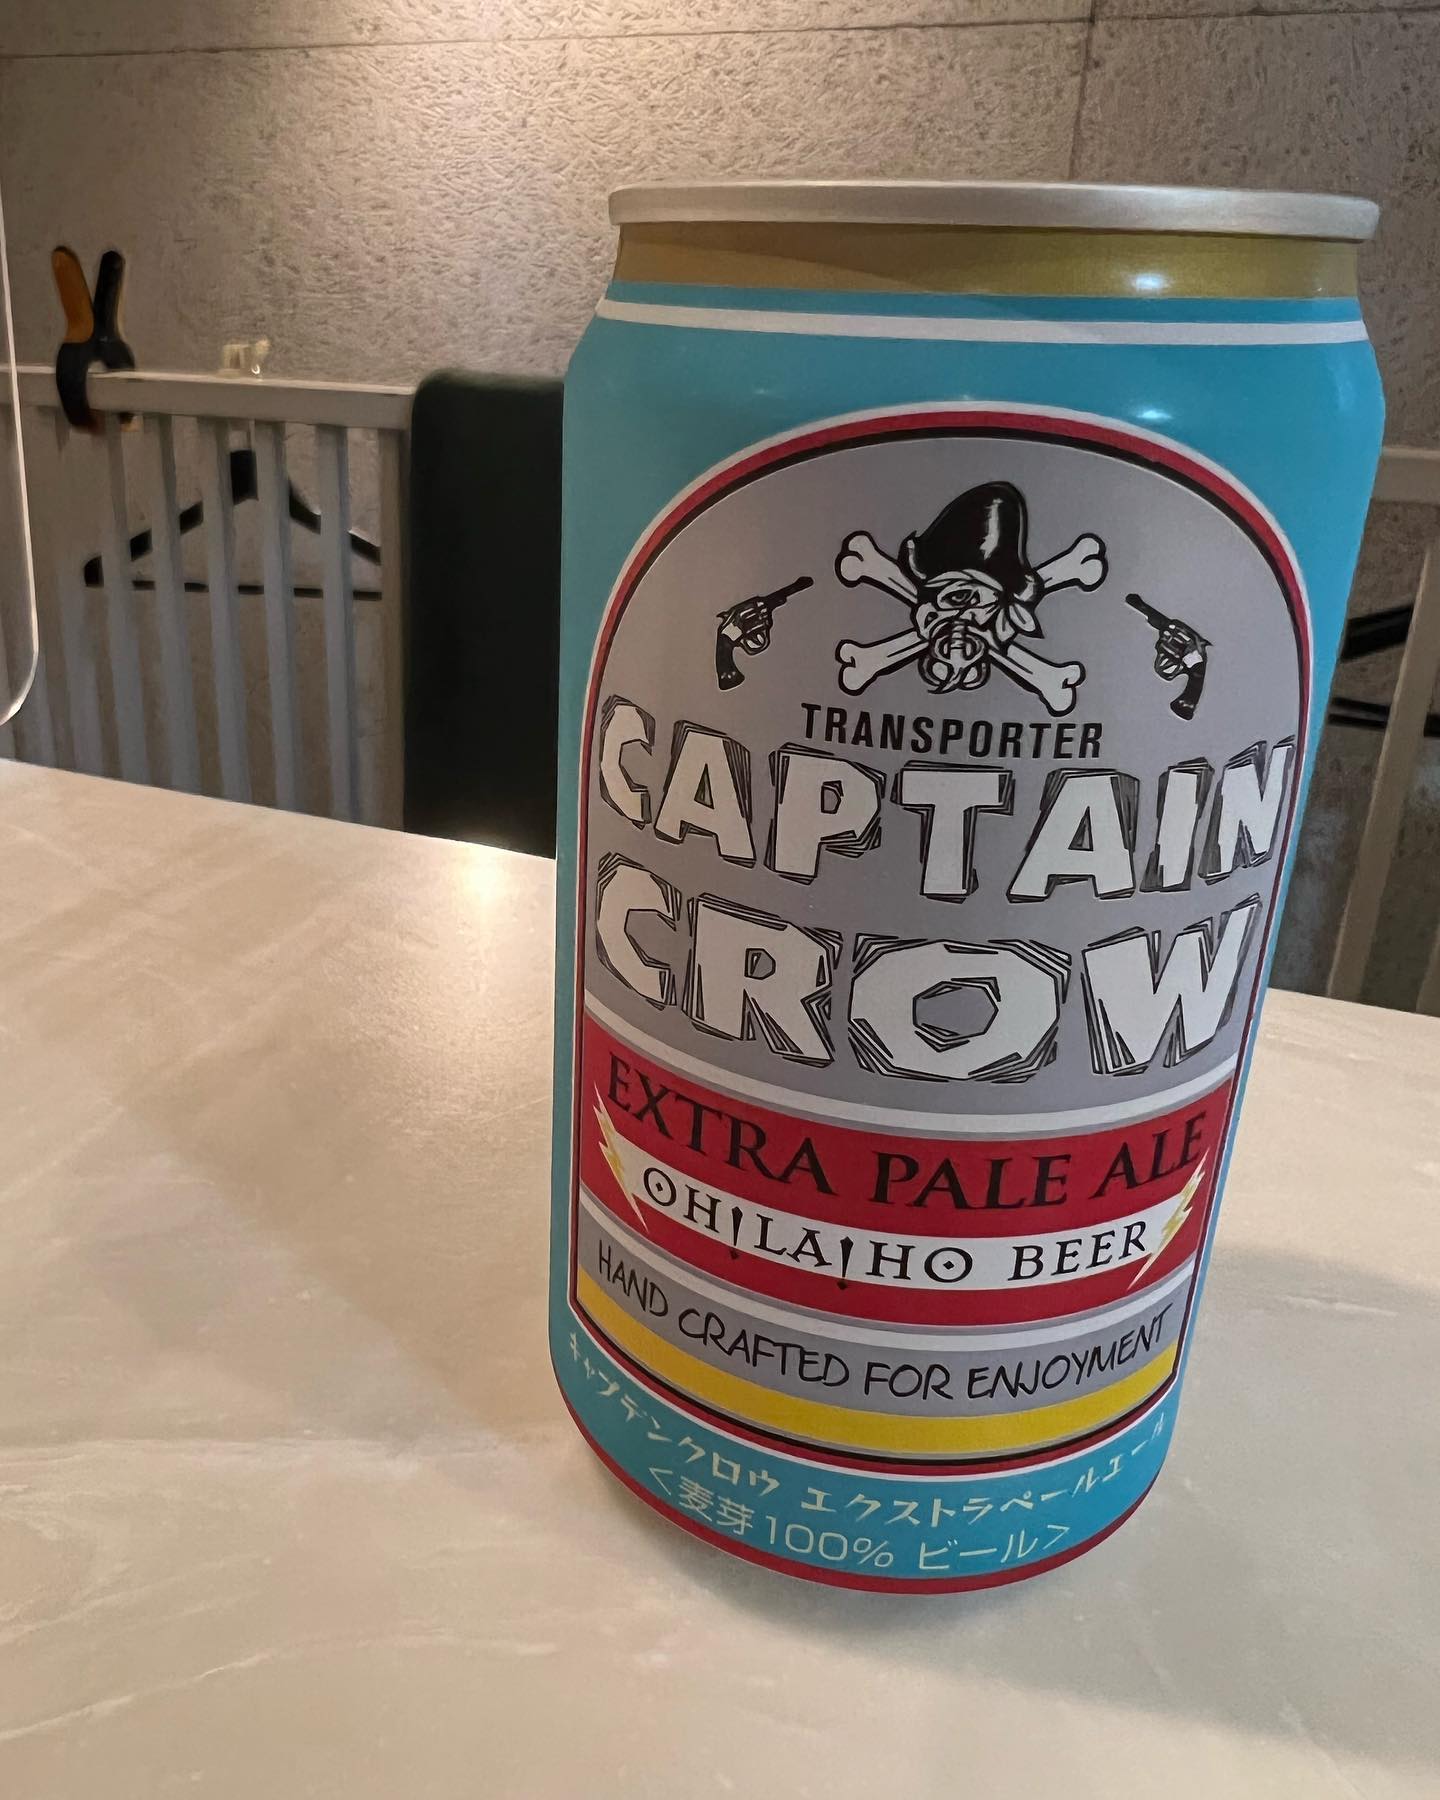 TRANSPORTER
CAPTAIN
CROW
EXTRA PALE ALE
OH!LA!HO BEER
HAND CRAFTED FOR ENJOYMENT
キャプテンクロウ エクストラペールエール
＜麦芽100% ビール＞